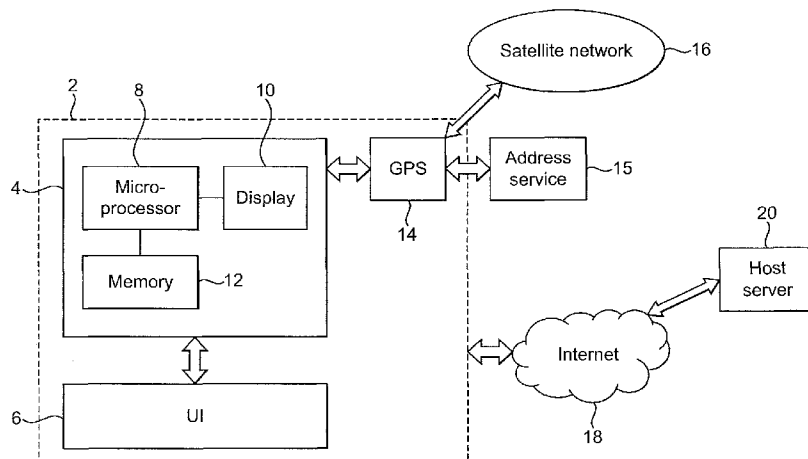 Satellite network
16
2
8
10
4
Micro-
processor
Display
GPS
Address
service
15
14
Memory
12
20
Host
server
Internet
18
6
UI